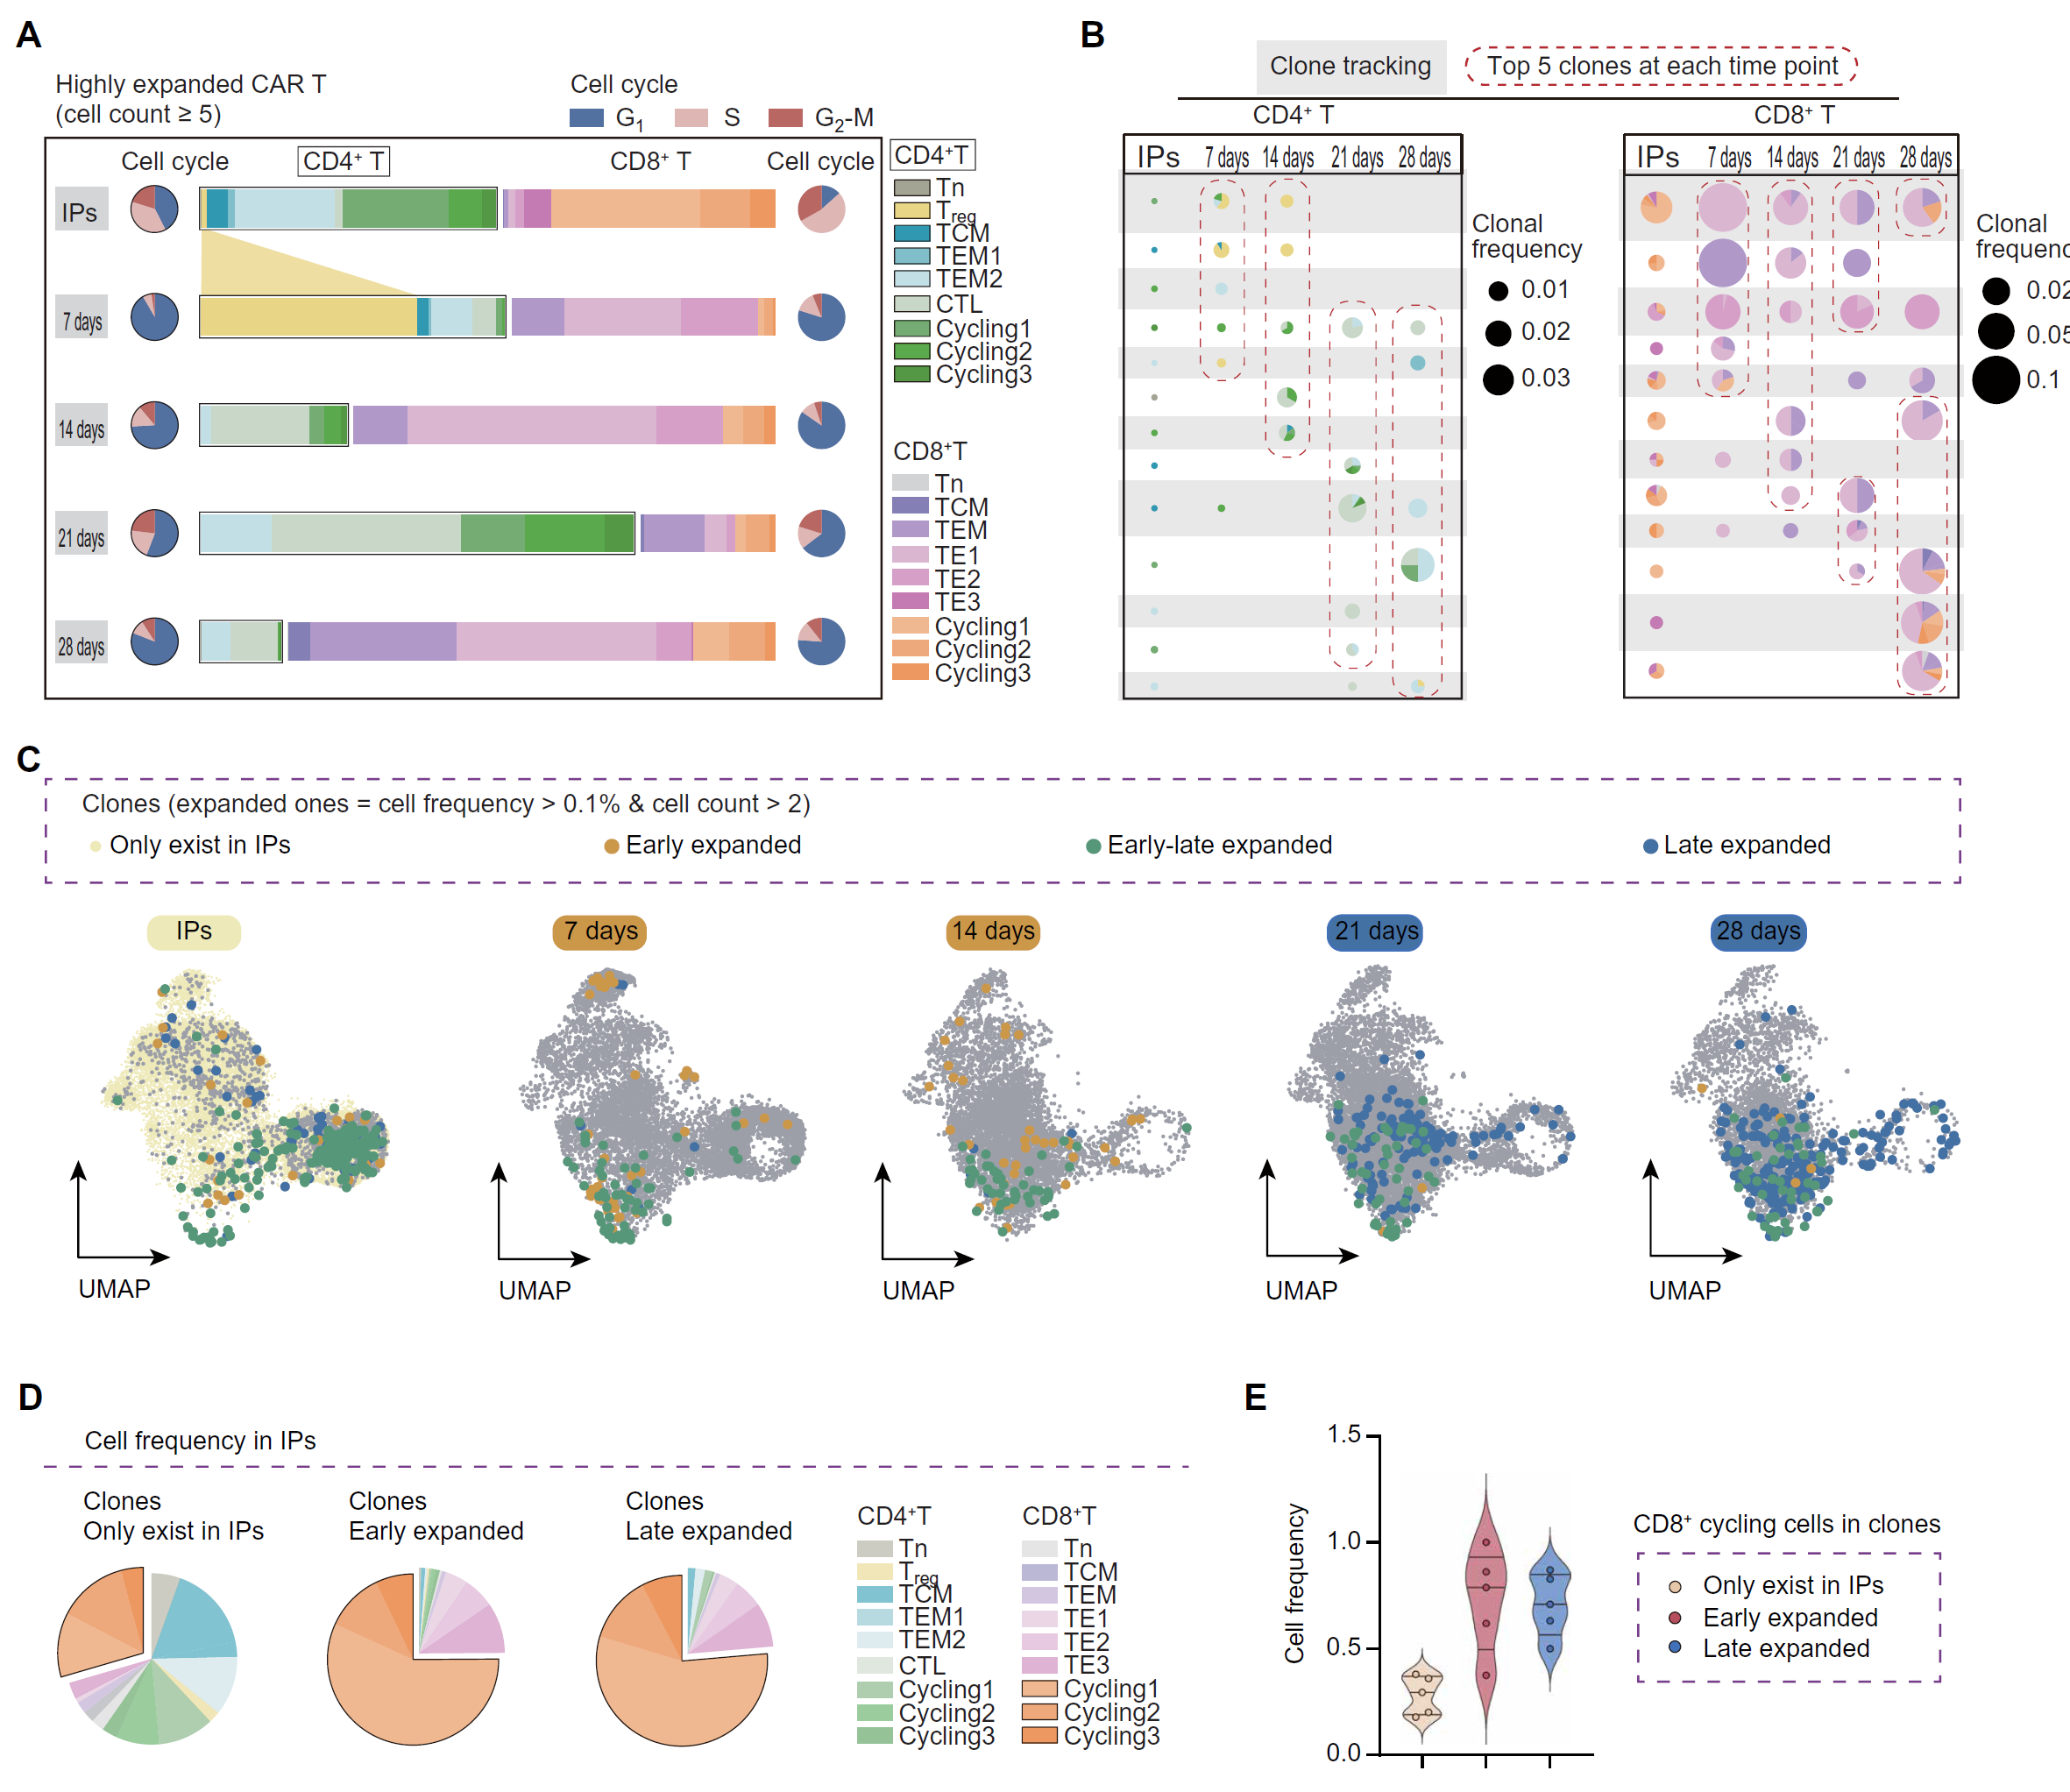 A
Highly expanded CAR T
(cell count ≥ 5)
Cell cycle
G1 S G2-M
Cell cycle CD4+ T CD8+ T Cell cycle
IPs
7 days
14 days
21 days
28 days
CD4+T
Tn
Treg
TCM
TEM1
TEM2
CTL
Cycling1
Cycling2
Cycling3
CD8+T
Tn
TCM
TEM
TE1
TE2
TE3
Cycling1
Cycling2
Cycling3
B
Clone tracking Top 5 clones at each time point
CD4+ T CD8+ T
IPs 7 days 14 days 21 days 28 days
Clonal
frequency
0.01
0.02
0.03
IPs 7 days 14 days 21 days 28 days
Clonal
frequenc
0.02
0.05
0.1
C
Clones (expanded ones = cell frequency > 0.1% & cell count > 2)
Only exist in IPs Early expanded Early-late expanded Late expanded
IPs 7 days 14 days 21 days 28 days
UMAP UMAP UMAP UMAP UMAP
D
Cell frequency in IPs
Clones
Only exist in IPs
Clones
Early expanded
Clones
Late expanded
CD4+T
Tn
Treg
TCM
TEM1
TEM2
CTL
Cycling1
Cycling2
Cycling3
CD8+T
Tn
TCM
TEM
TE1
TE2
TE3
Cycling1
Cycling2
Cycling3
E
Cell frequency
1.5
1.0
0.5
0.0
CD8+ cycling cells in clones
Only exist in IPs
Early expanded
Late expanded